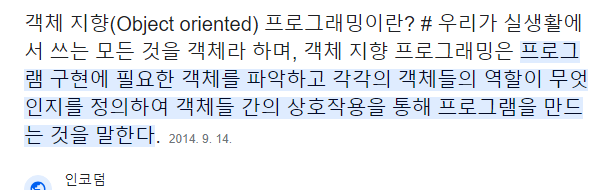 객체 지향(Object oriented) 프로그래밍이란? # 우리가 실생활에
서 쓰는 모든 것을 객체라 하며, 객체 지향 프로그래밍은 프로그
램 구현에 필요한 객체를 파악하고 각각의 객체들의 역할이 무엇
인지를 정의하여 객체들 간의 상호작용을 통해 프로그램을 만드
는 것을 말한다. 2014. 9. 14.
인코덤